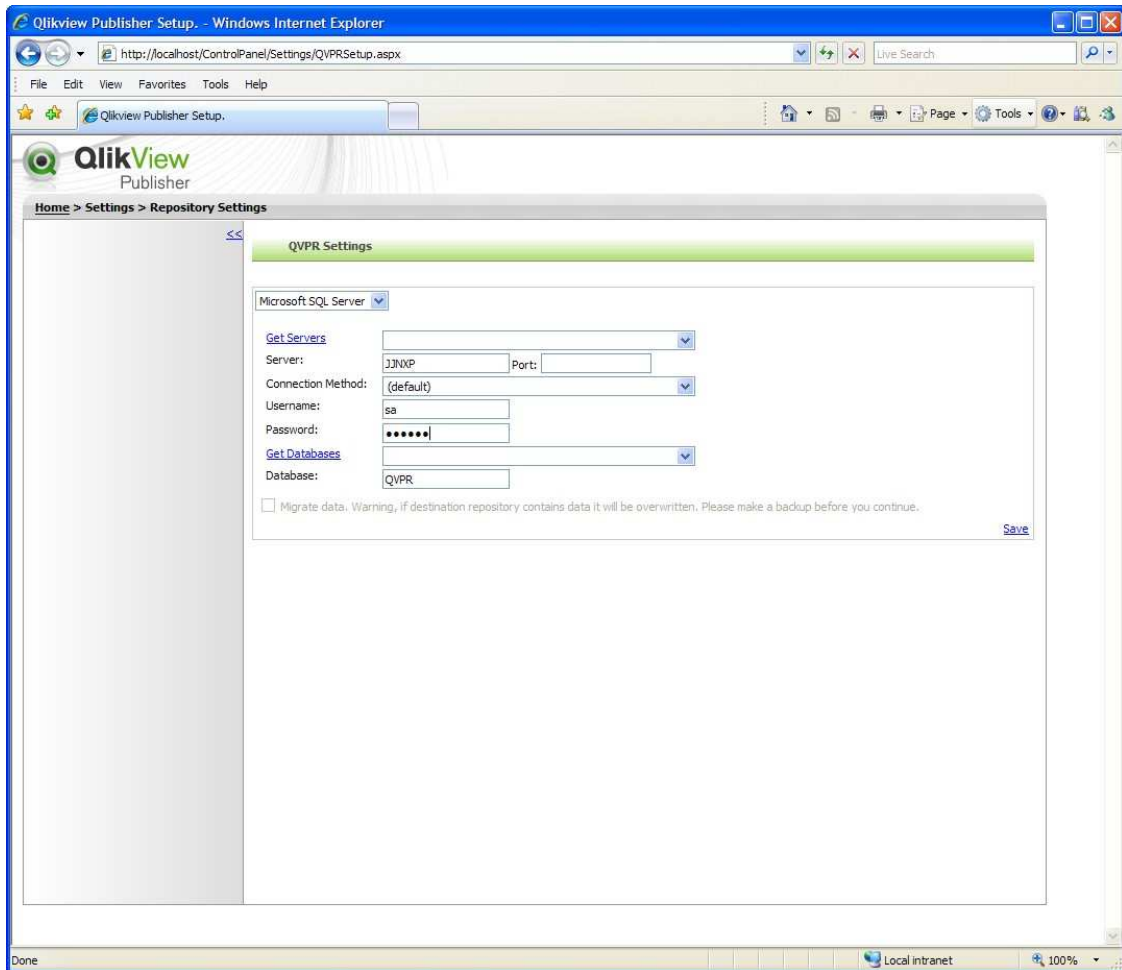 Qlikview Publisher Setup. - Windows Internet Explorer
http://localhost/ControlPanel/Settings/QVPRSetup.aspx
Live Search
File Edit View Favorites Tools Help
Qlikview Publisher Setup.
Page Tools
QlikView
Publisher
Home > Settings > Repository Settings
<<
QVPR Settings
Microsoft SQL Server
Get Servers
Server: JJNXP Port:
Connection Method: (default)
Username: sa
Password: ••••••
Get Databases
Database: QVPR
Migrate data. Warning, if destination repository contains data it will be overwritten. Please make a backup before you continue.
Save
Done Local intranet 100%